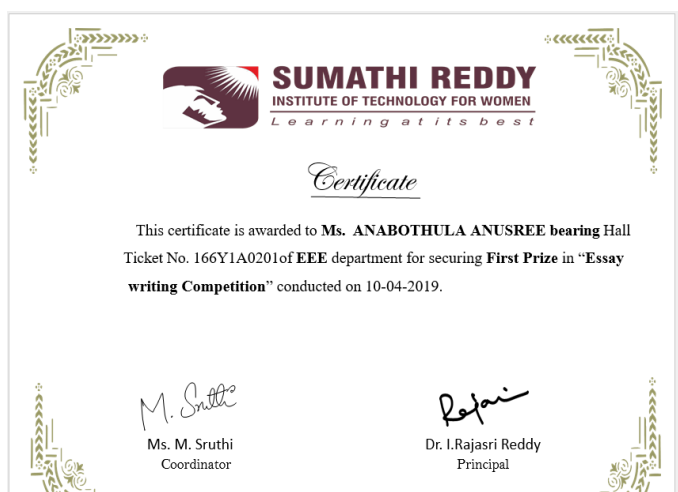 SUMATHI REDDY
INSTITUTE OF TECHNOLOGY FOR WOMEN
Learning at its best
Certificate
This certificate is awarded to Ms. ANABOTHULA ANUSREE bearing Hall
Ticket No. 166Y1A0201of EEE department for securing First Prize in “Essay
writing Competition” conducted on 10-04-2019.
M. Sruthi
Ms. M. Sruthi
Coordinator
Dr. I.Rajasri Reddy
Principal